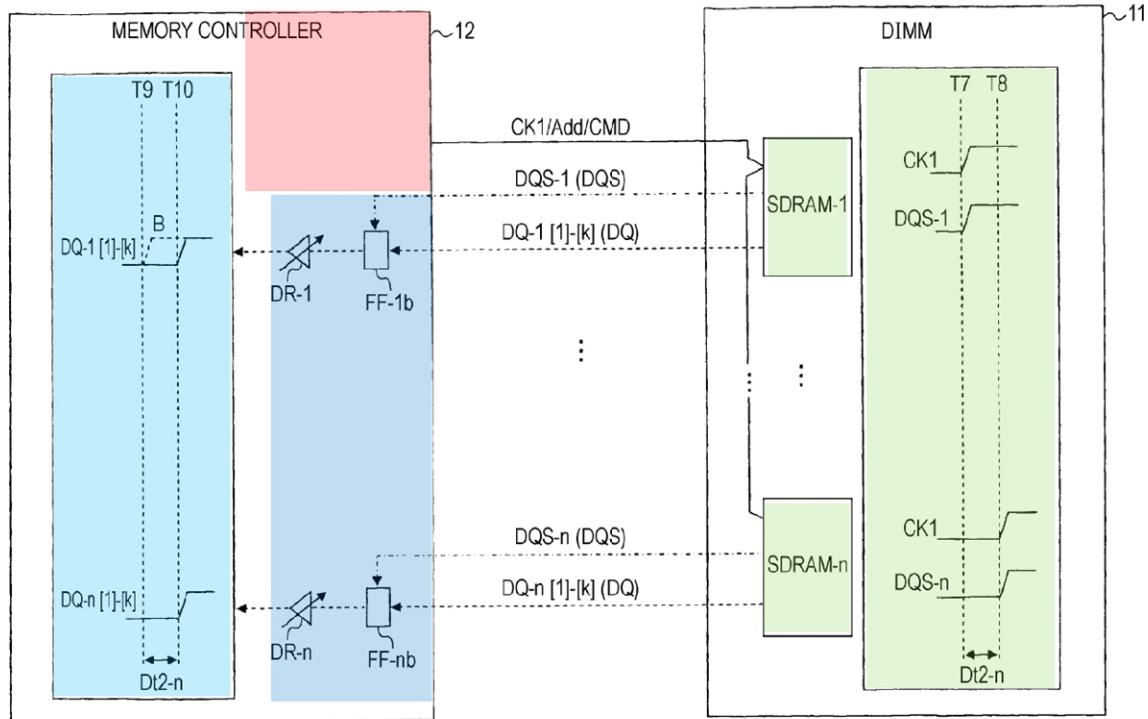 MEMORY CONTROLLER
12
DIMM
11
T9 T10
T7 T8
CK1/Add/CMD
CK1
DQS-1 (DQS)
SDRAM-1
DQS-1
B
DQ-1 [1]-[k]
DQ-1 [1]-[k] (DQ)
DR-1
FF-1b
DQS-n (DQS)
CK1
SDRAM-n
DQS-n
DQ-n [1]-[k]
DQ-n [1]-[k] (DQ)
DR-n
FF-nb
Dt2-n
Dt2-n